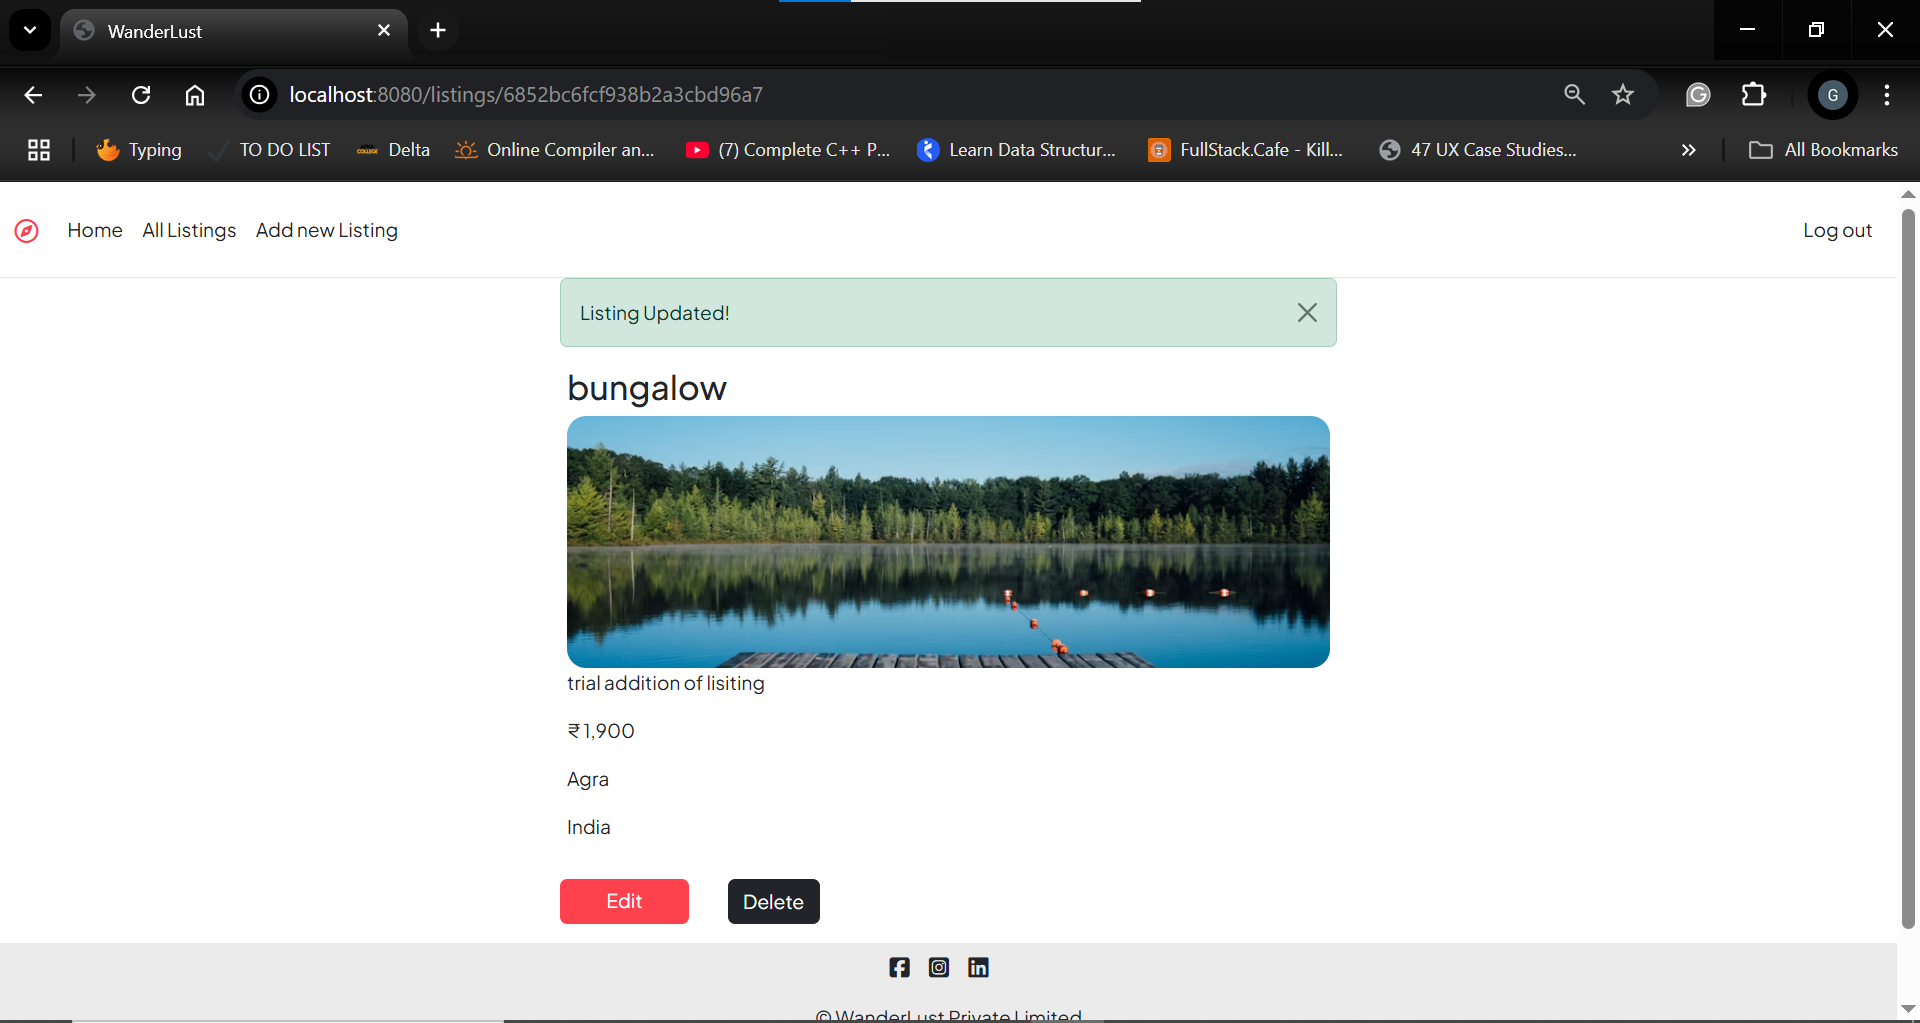 WanderLust
localhost:8080/listings/6852bc6fcf938b2a3cbd96a7
G
Typing
TO DO LIST
Delta
Online Compiler an...
(7) Complete C++ P...
Learn Data Structur...
FullStack.Cafe - Kill...
47 UX Case Studies...
All Bookmarks
Home All Listings Add new Listing Log out
Listing Updated!
bungalow
trial addition of lisiting
₹ 1,900
Agra
India
Edit Delete
© WanderLust Private Limited